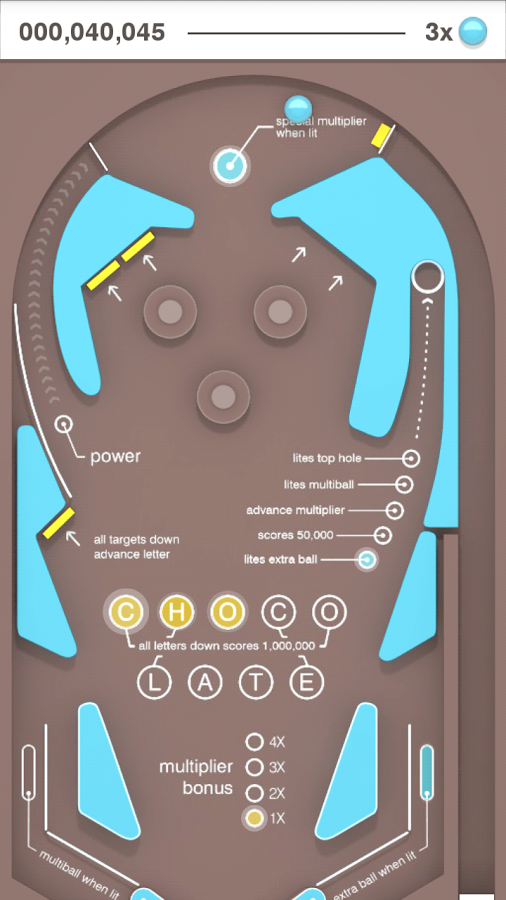 000,040,045
3x
special multiplier
when lit
power
lites top hole
lites multiball
advance multiplier
scores 50,000
lites extra ball
all targets down
advance letter
C H O C O
all letters down scores 1,000,000
L A T E
multiplier
bonus
4X
3X
2X
1X
multiball when lit
extra ball when lit